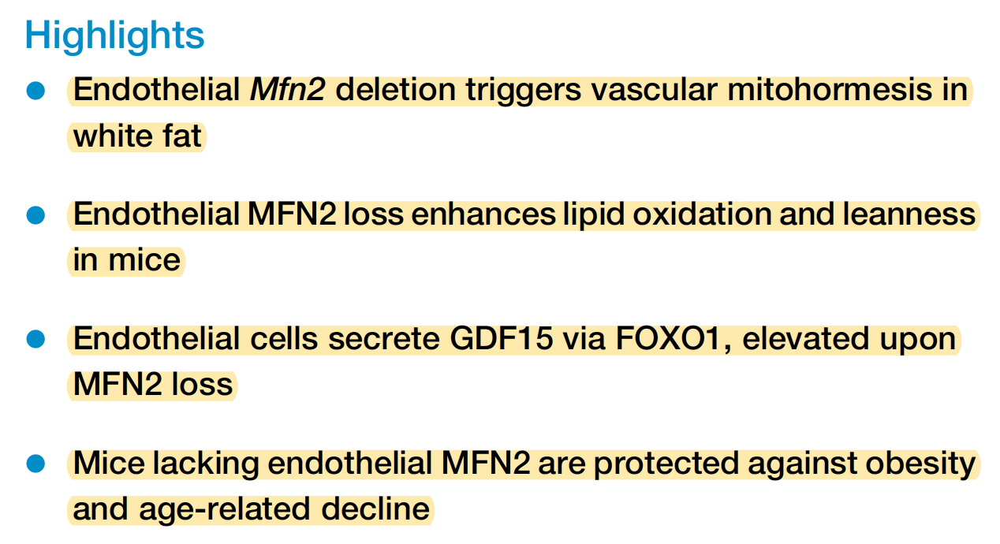 Highlights
● Endothelial Mfn2 deletion triggers vascular mitohormesis in
white fat
● Endothelial MFN2 loss enhances lipid oxidation and leanness
in mice
● Endothelial cells secrete GDF15 via FOXO1, elevated upon
MFN2 loss
● Mice lacking endothelial MFN2 are protected against obesity
and age-related decline